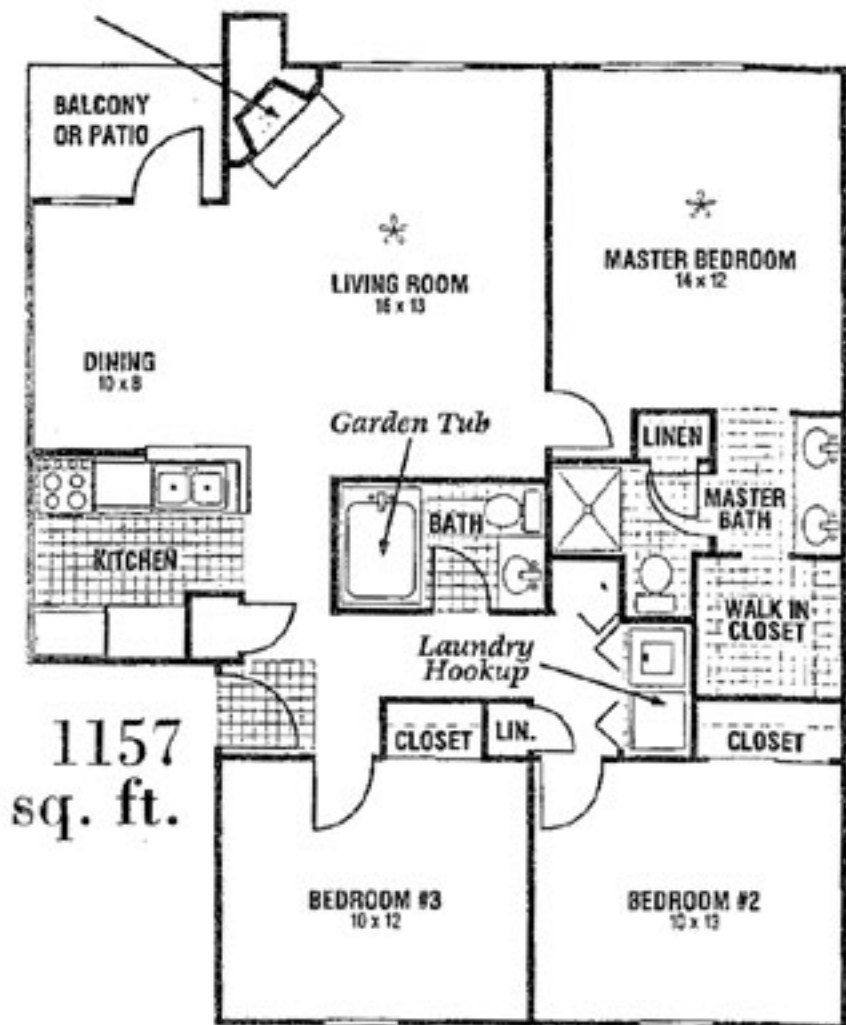 BALCONY
OR PATIO
LIVING ROOM
16 x 13
MASTER BEDROOM
14 x 12
DINING
10 x 8
Garden Tub
LINEN
BATH
MASTER
BATH
KITCHEN
WALK IN
CLOSET
Laundry
Hookup
CLOSET
LIN.
CLOSET
1157
sq. ft.
BEDROOM #3
10 x 12
BEDROOM #2
10 x 13